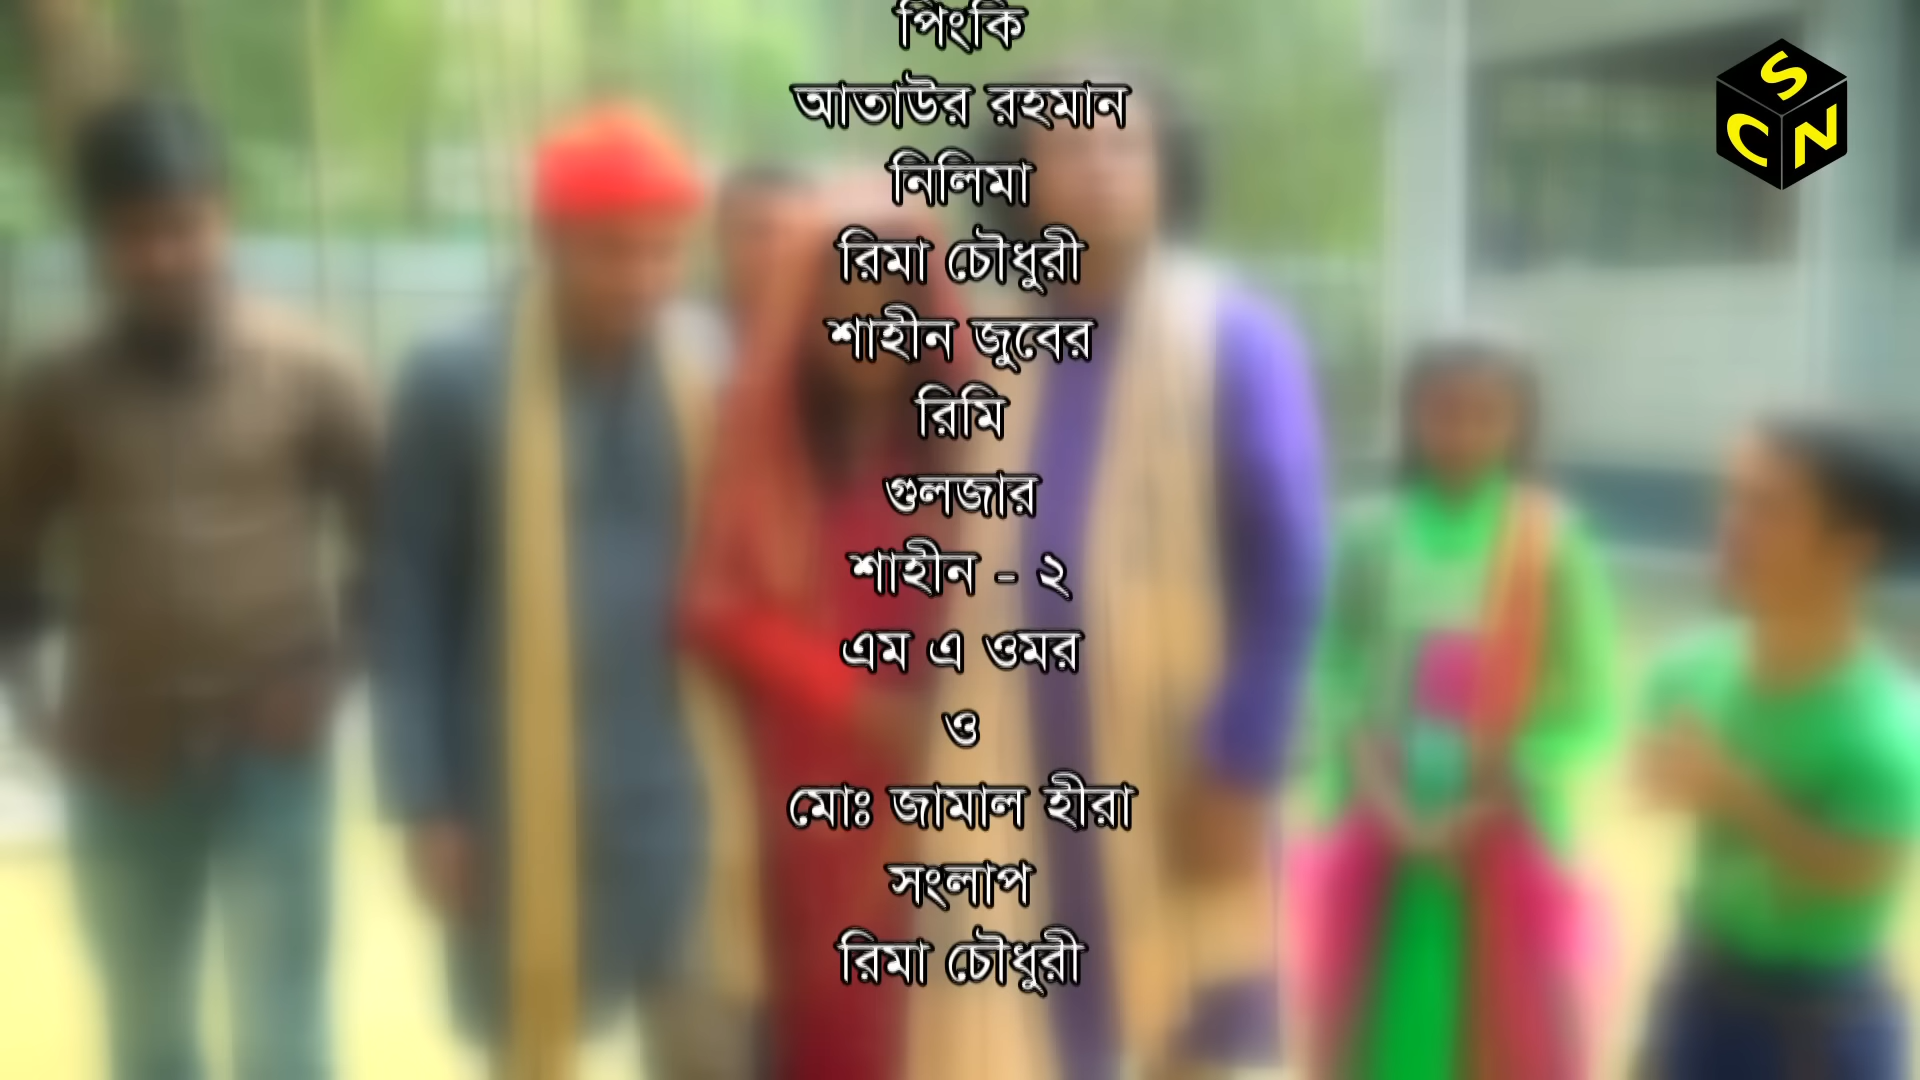 পিংকি
আতাউর রহমান
নিলিমা
রিমা চৌধুরী
শাহীন জুবের
রিমি
গুলজার
শাহীন - ২
এম এ ওমর
ও
মোঃ জামাল হীরা
সংলাপ
রিমা চৌধুরী
S
C N